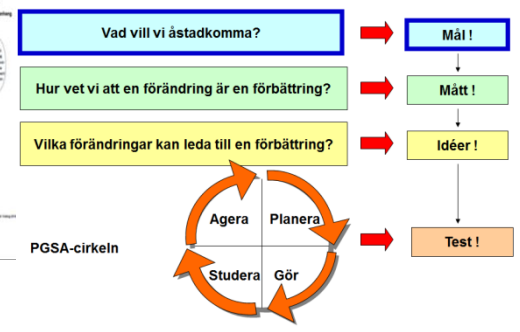 Vad vill vi åstadkomma?
Mål !
Hur vet vi att en förändring är en förbättring?
Mått !
Vilka förändringar kan leda till en förbättring?
Idéer !
Agera
Planera
Test !
PGSA-cirkeln
Studera
Gör